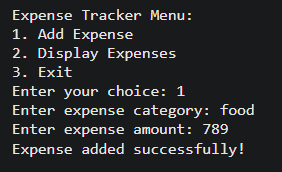 Expense Tracker Menu:
1. Add Expense
2. Display Expenses
3. Exit
Enter your choice: 1
Enter expense category: food
Enter expense amount: 789
Expense added successfully!